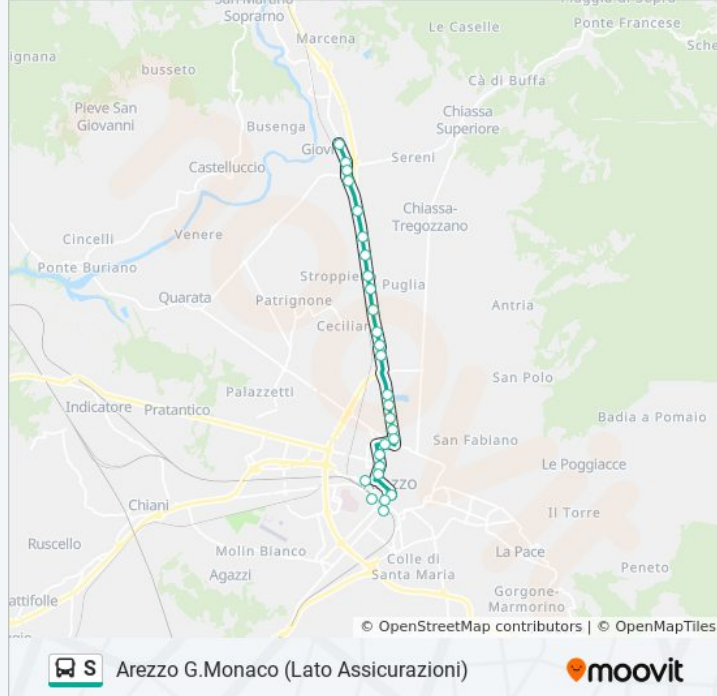 San Martino
Soprarno
Marcena
Le Caselle
Ponte Francese
ignana
busseto
Cà di Buffa
Pieve San
Giovanni
Busenga
Chiassa
Superiore
Giovi
Sereni
Castelluccio
Chiassa-
Tregozzano
Cincelli
Venere
Ponte Buriano
Stroppie
Puglia
Quarata
Patrignone
Antria
Ceciliano
San Polo
Palazzetti
Indicatore
Pratantico
Badia a Pomaio
San Fabiano
Le Poggiacce
ZZO
Chiani
Il Torre
Ruscello
Molin Bianco
La Pace
Colle di
Santa Maria
Peneto
Agazzi
attifolle
Gorgone-
Marmorino
© OpenStreetMap contributors | © OpenMapTiles
S Arezzo G.Monaco (Lato Assicurazioni)
moovit